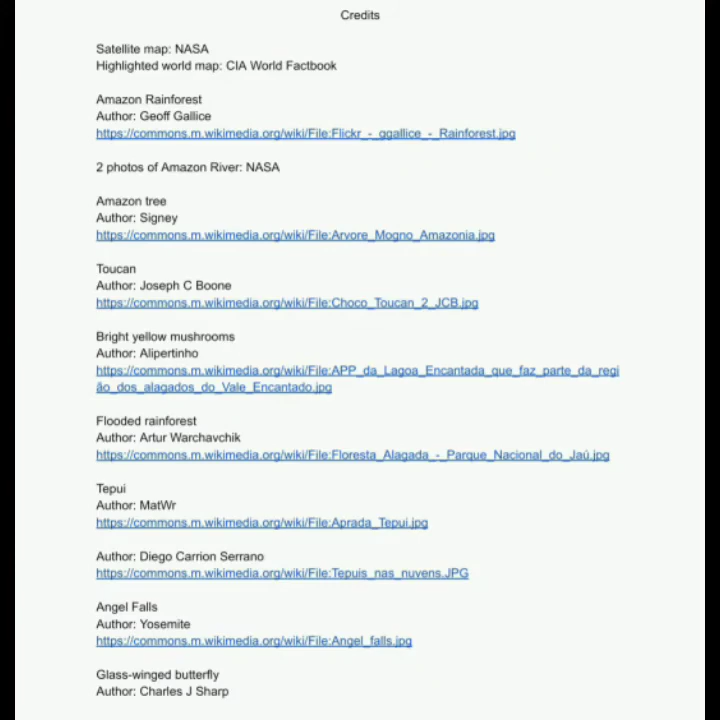 Credits
Satellite map: NASA
Highlighted world map: CIA World Factbook
Amazon Rainforest
Author: Geoff Gallice
https://commons.m.wikimedia.org/wiki/File:Flickr_-_ggallice_-_Rainforest.jpg
2 photos of Amazon River: NASA
Amazon tree
Author: Signey
https://commons.m.wikimedia.org/wiki/File:Arvore_Mogno_Amazonia.jpg
Toucan
Author: Joseph C Boone
https://commons.m.wikimedia.org/wiki/File:Choco_Toucan_2_JCB.jpg
Bright yellow mushrooms
Author: Alipertinho
https://commons.m.wikimedia.org/wiki/File:APP_da_Lagoa_Encantada_que_faz_parte_da_regi
ão_dos_alagados_do_Vale_Encantado.jpg
Flooded rainforest
Author: Artur Warchavchik
https://commons.m.wikimedia.org/wiki/File:Floresta_Alagada_-_Parque_Nacional_do_Jaú.jpg
Tepui
Author: MatWr
https://commons.m.wikimedia.org/wiki/File:Aprada_Tepui.jpg
Author: Diego Carrion Serrano
https://commons.m.wikimedia.org/wiki/File:Tepuis_nas_nuvens.JPG
Angel Falls
Author: Yosemite
https://commons.m.wikimedia.org/wiki/File:Angel_falls.jpg
Glass-winged butterfly
Author: Charles J Sharp